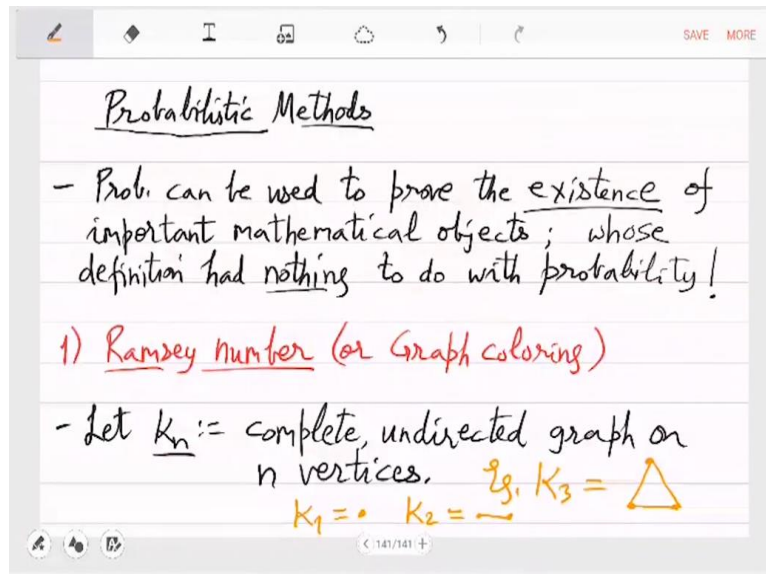 SAVE MORE
Probabilistic Methods
- Prob. can be used to prove the existence of
important mathematical objects; whose
definition had nothing to do with probability!
1) Ramsey number (or Graph coloring)
- Let Kn := complete, undirected graph on
n vertices. Eg. K3 =
K1 = . K2 =
141/141